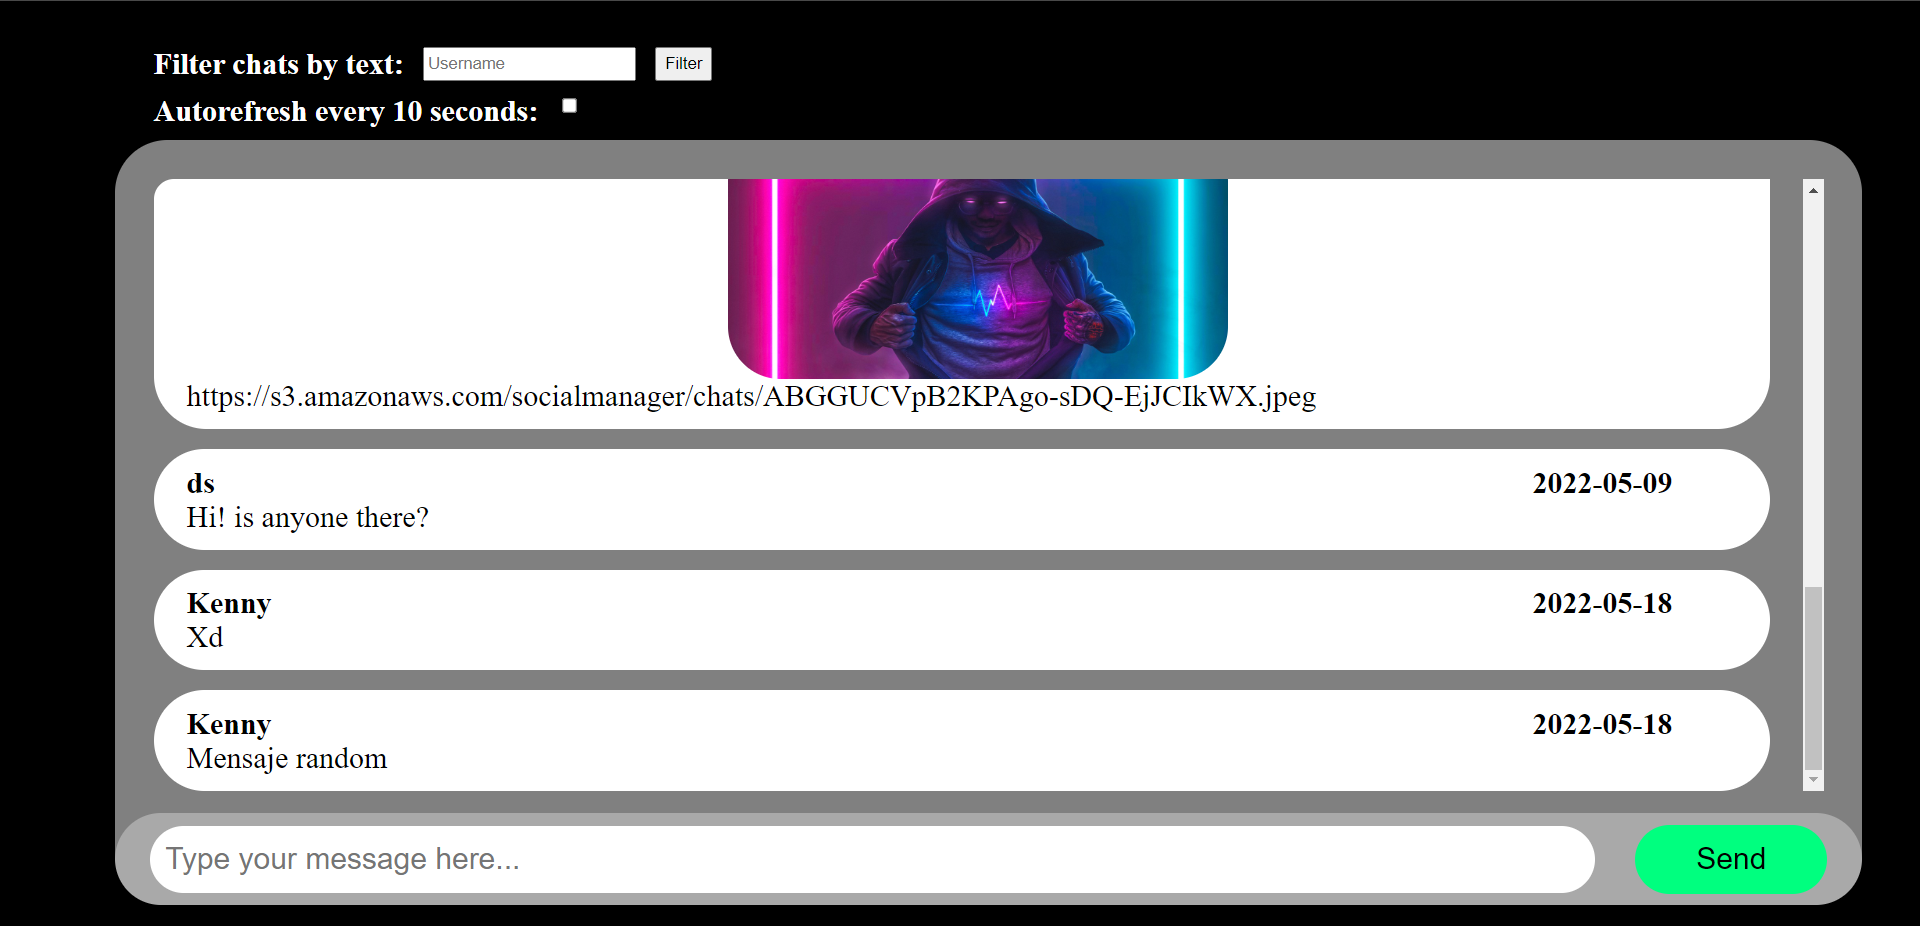 Filter chats by text: Username Filter
Autorefresh every 10 seconds:
https://s3.amazonaws.com/socialmanager/chats/ABGGUCVpB2KPAgo-sDQ-EjJCIkWX.jpeg
ds 2022-05-09
Hi! is anyone there?
Kenny 2022-05-18
Xd
Kenny 2022-05-18
Mensaje random
Type your message here... Send